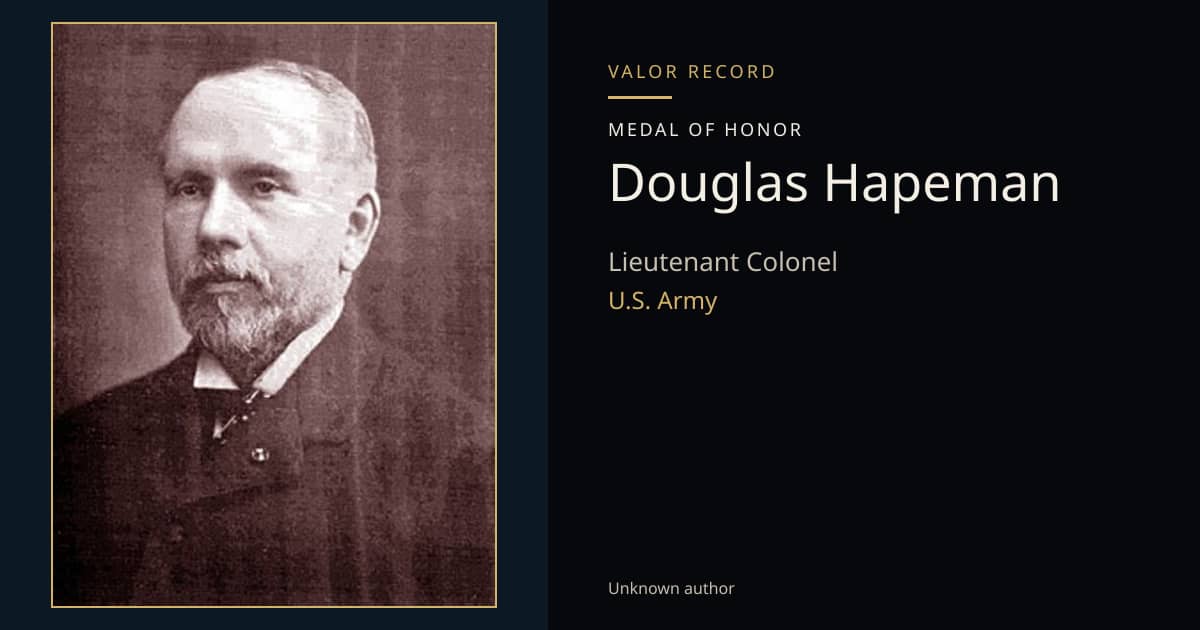 VALOR RECORD
MEDAL OF HONOR
Douglas Hapeman
Lieutenant Colonel
U.S. Army
Unknown author